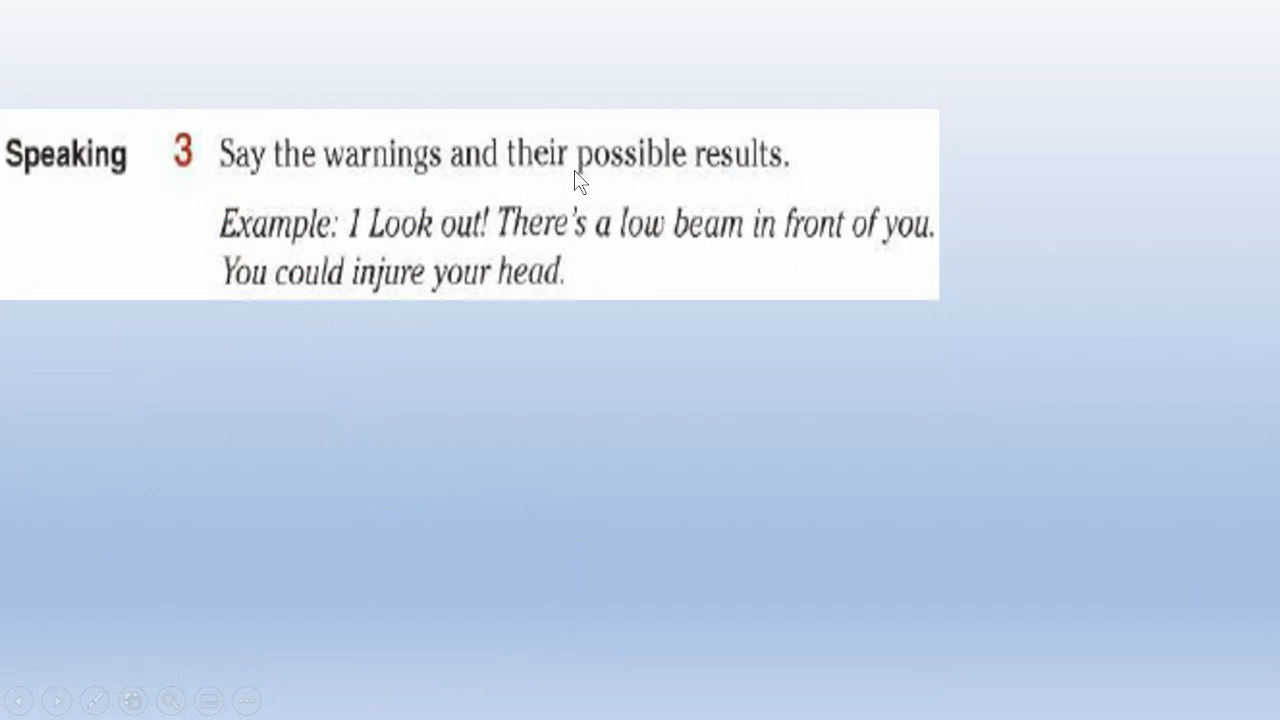 Speaking 3 Say the warnings and their possible results.
Example: 1 Look out! There's a low beam in front of you.
You could injure your head.